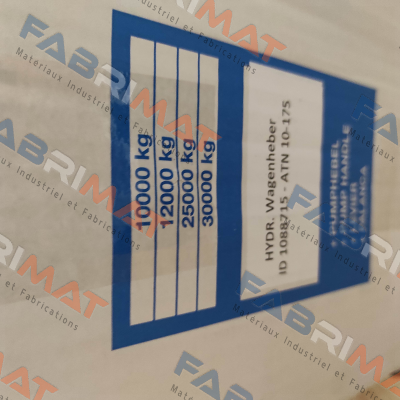 10000 kg
12000 kg
25000 kg
30000 kg
HYDR. Wagenheber
ID 1088715 - ATN 10-175
PUMPHEBEL
PUMP HANDLE
FABRIMAT
Materiaux Industriel et Fabrications